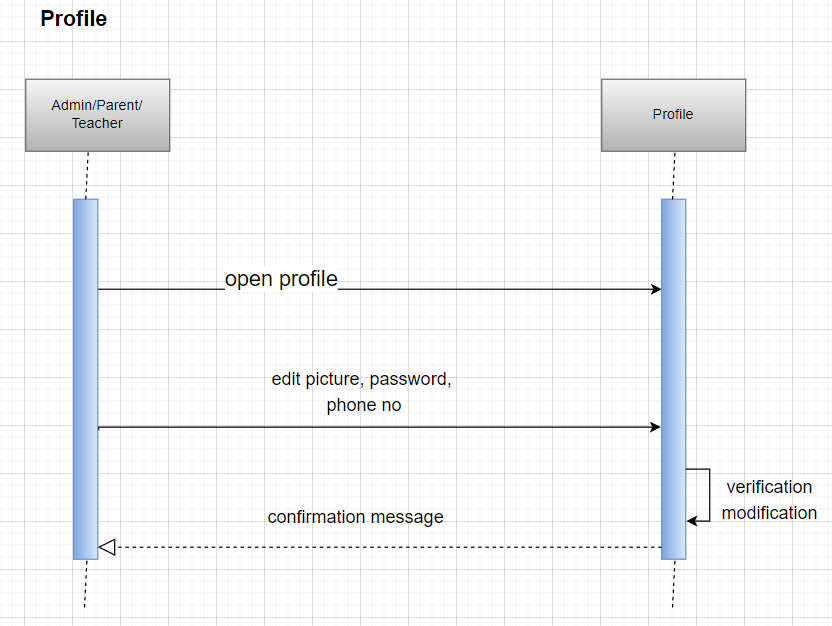 Profile
Admin/Parent/
Teacher
Profile
open profile
edit picture, password,
phone no
verification
modification
confirmation message